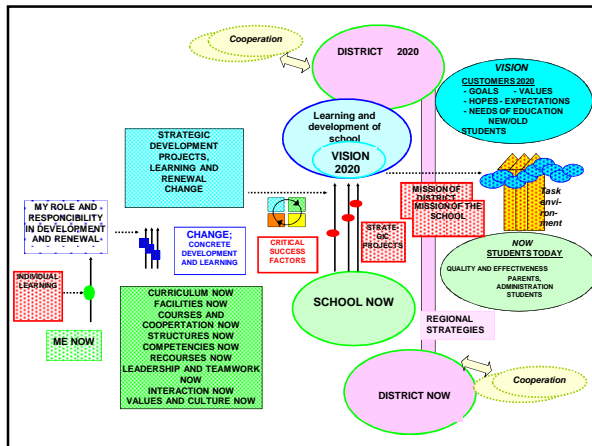 Cooperation
DISTRICT 2020
VISION
CUSTOMERS 2020
- GOALS - VALUES
- HOPES - EXPECTATIONS
- NEEDS OF EDUCATION
NEW/OLD
STUDENTS
Learning and
development of
school
VISION
2020
STRATEGIC
DEVELOPMENT
PROJECTS,
LEARNING AND
RENEWAL
CHANGE
MISSION OF
DISTRICT
MISSION OF THE
SCHOOL
Task
envi-
ron-
ment
MY ROLE AND
RESPONCIBILITY
IN DEVELOPMENT
AND RENEWAL
CHANGE;
CONCRETE
DEVELOPMENT
AND LEARNING
CRITICAL
SUCCESS
FACTORS
STRATE-
GIC
PROJECTS
NOW
STUDENTS TODAY
QUALITY AND EFFECTIVENESS
PARENTS,
ADMINISTRATION
STUDENTS
INDIVIDUAL
LEARNING
ME NOW
CURRICULUM NOW
FACILITIES NOW
COURSES AND
COOPERTATION NOW
STRUCTURES NOW
COMPETENCIES NOW
RECOURSES NOW
LEADERSHIP AND TEAMWORK
NOW
INTERACTION NOW
VALUES AND CULTURE NOW
SCHOOL NOW
REGIONAL
STRATEGIES
DISTRICT NOW
Cooperation